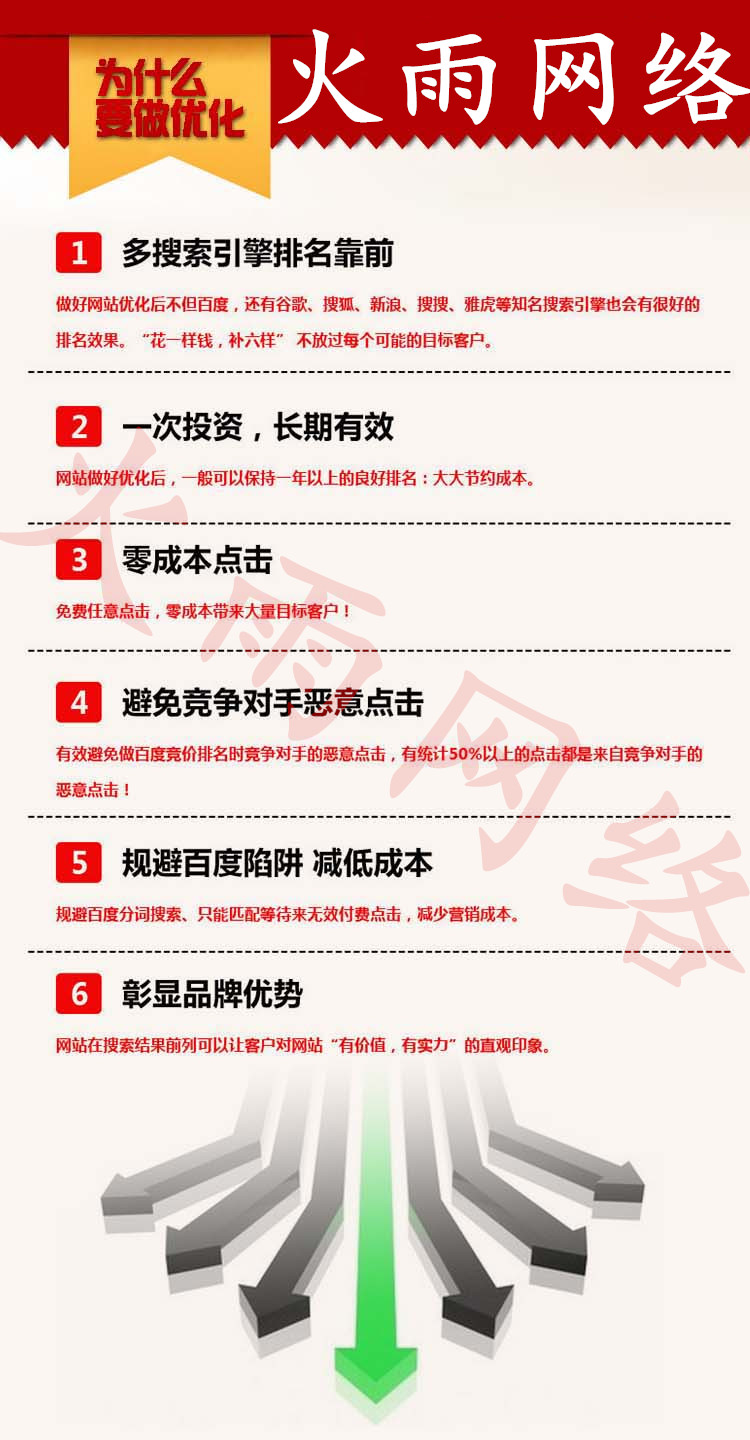 为什么
要做优化
火雨网络
1 多搜索引擎排名靠前
做好网站优化后不但百度，还有谷歌、搜狐、新浪、搜搜、雅虎等知名搜索引擎也会有很好的
排名效果。“花一样钱，补六样” 不放过每个可能的目标客户。
2 一次投资，长期有效
网站做好优化后，一般可以保持一年以上的良好排名：大大节约成本。
3 零成本点击
免费任意点击，零成本带来大量目标客户！
4 避免竞争对手恶意点击
有效避免做百度竞价排名时竞争对手的恶意点击，有统计50%以上的点击都是来自竞争对手的
恶意点击！
5 规避百度陷阱 减低成本
规避百度分词搜索、只能匹配等待来无效付费点击，减少营销成本。
6 彰显品牌优势
网站在搜索结果前列可以让客户对网站“有价值，有实力”的直观印象。
火雨网络